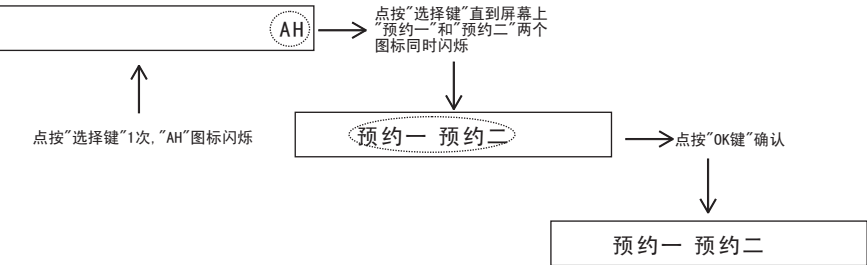 AH
点按"选择键"直到屏幕上
"预约一"和"预约二"两个
图标同时闪烁
点按"选择键"1次,"AH"图标闪烁
预约一 预约二
点按"OK键"确认
预约一 预约二